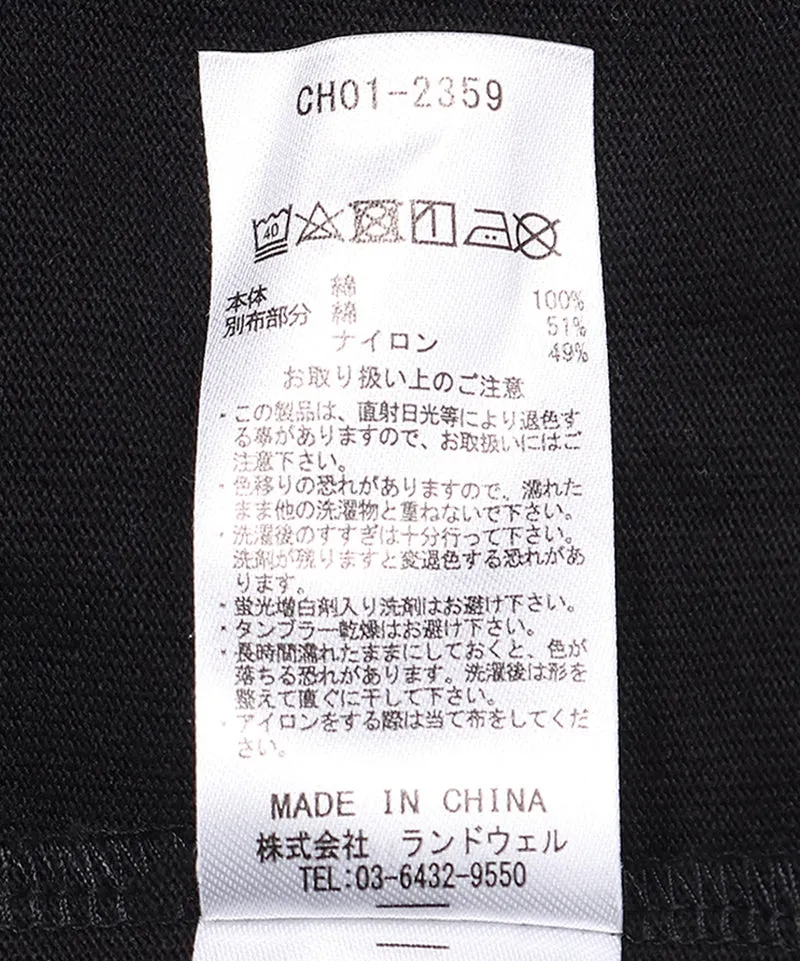 CH01-2359
40
本体 綿 100%
別布部分 綿 51%
ナイロン 49%
お取り扱い上のご注意
・この製品は、直射日光等により退色す
る事がありますので、お取扱いにはご
注意下さい。
・色移りの恐れがありますので、濡れた
まま他の洗濯物と重ねないで下さい。
・洗濯後のすすぎは十分行って下さい。
洗剤が残りますと変退色する恐れがあ
ります。
・蛍光増白剤入り洗剤はお避け下さい。
・タンブラー乾燥はお避け下さい。
・長時間濡れたままにしておくと、色が
落ちる恐れがあります。洗濯後は形を
整えて直ぐに干して下さい。
・アイロンをする際は当て布をしてくだ
さい。
MADE IN CHINA
株式会社 ランドウェル
TEL:03-6432-9550